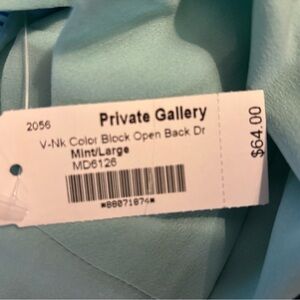 2056 Private Gallery
V-Nk Color Block Open Back Dr
Mint/Large
MD6126
*88071874*
$64.00